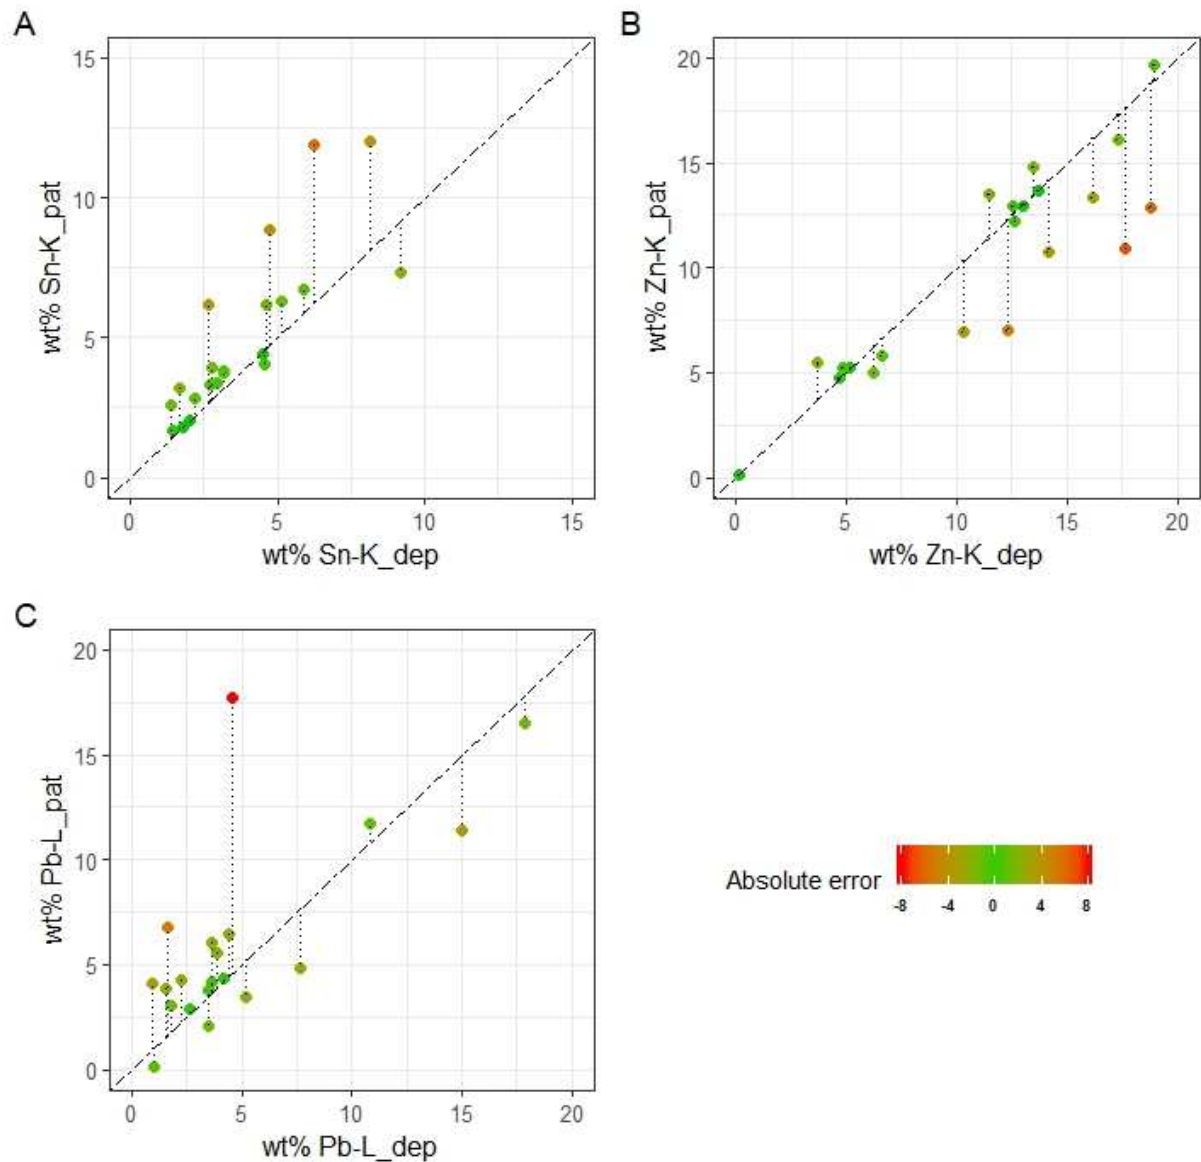 A
B
15
10
5
0
wt% Sn-K_pat
0 5 10 15
wt% Sn-K_dep
20
15
10
5
0
wt% Zn-K_pat
0 5 10 15 20
wt% Zn-K_dep
C
20
15
10
5
0
wt% Pb-L_pat
0 5 10 15 20
wt% Pb-L_dep
Absolute error
-8 -4 0 4 8